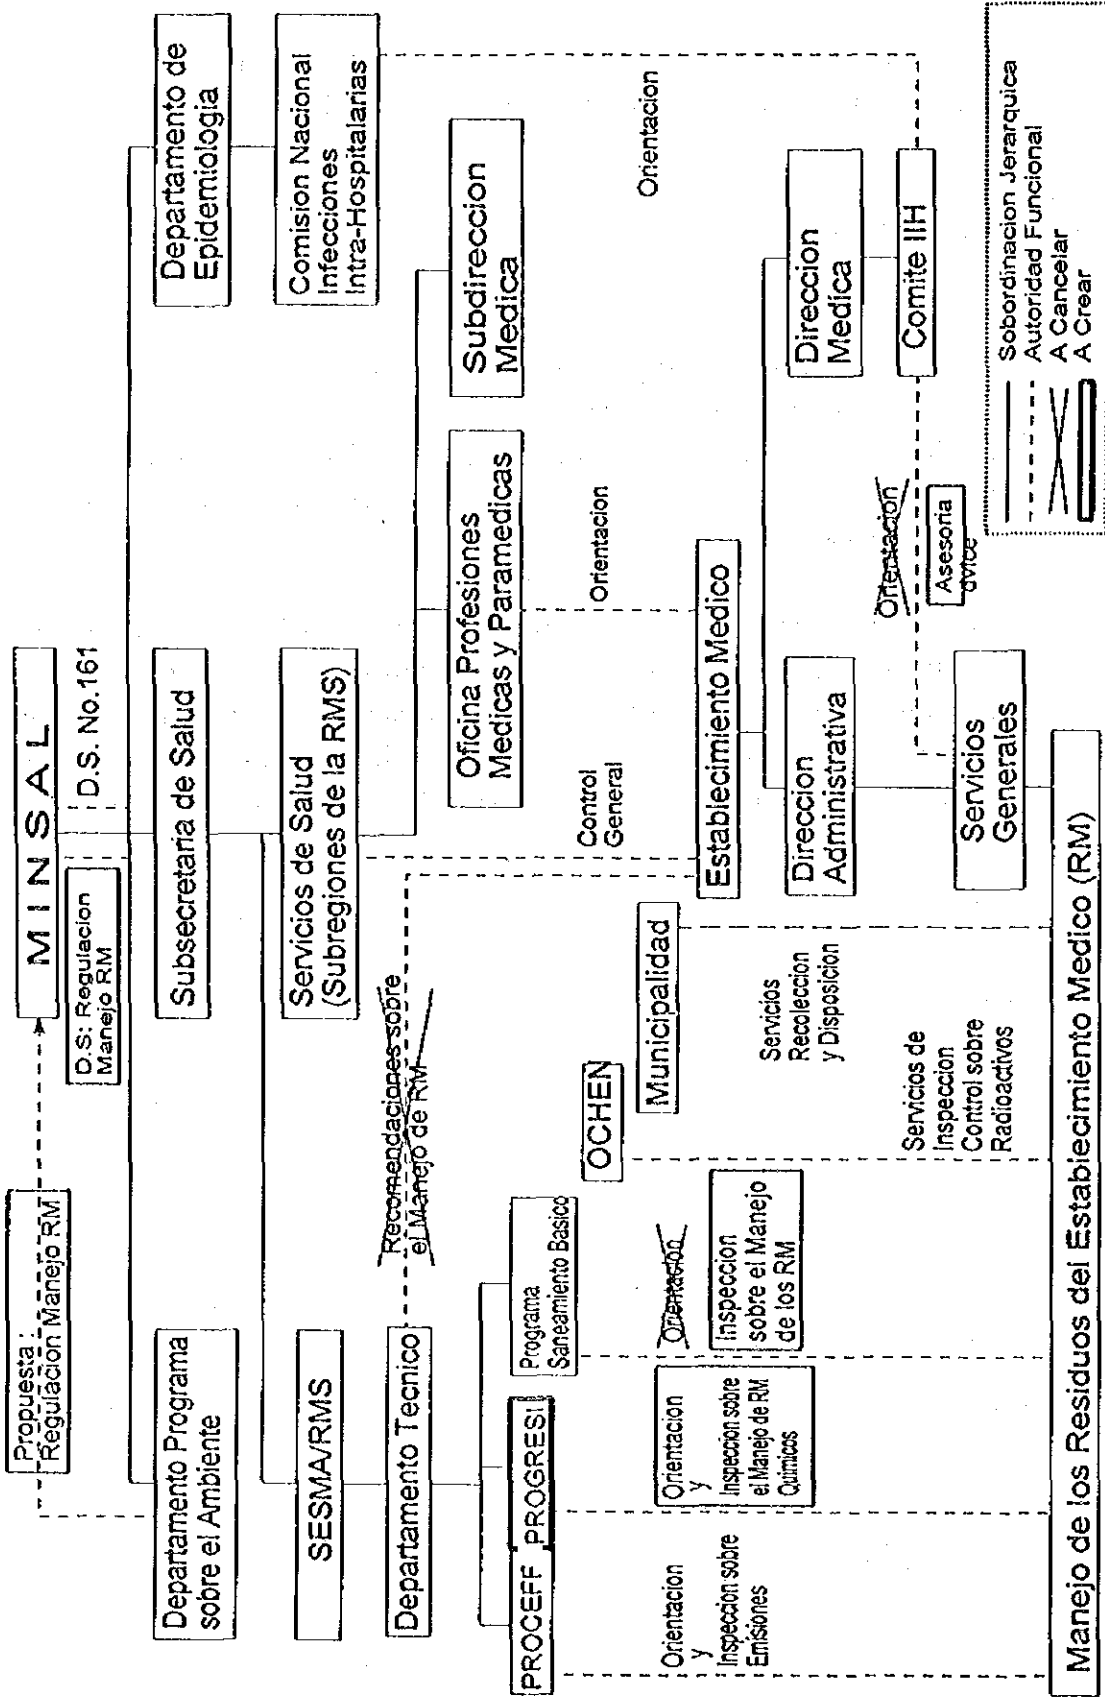 Propuesta :
Regulacion Manejo RM
M I N S A L
D.S: Regulacion
Manejo RM
D.S. No.161
Departamento Programa
sobre el Ambiente
Subsecretaria de Salud
Departamento de
Epidemiologia
SESMA/RMS
Servicios de Salud
(Subregiones de la RMS)
Comision Nacional
Infecciones
Intra-Hospitalarias
Departamento Tecnico
Recomendaciones sobre
el Manejo de RM
Oficina Profesiones
Medicas y Paramedicas
Subdireccion
Medica
PROCEFF
PROGRESI
Programa
Saneamiento Basico
Control
General
Orientacion
Orientacion
OCHEN
Municipalidad
Establecimiento Medico
Orientacion
y
Inspeccion sobre
Emisiones
Orientacion
y
Inspeccion sobre
el Manejo de RM
Quimicos
Orientacion
Inspeccion
sobre el Manejo
de los RM
Servicios
Recoleccion
y Disposicion
Direccion
Administrativa
Direccion
Medica
Servicios de
Inspeccion
Control sobre
Radioactivos
Orientacion
Asesoria
dvice
Servicios
Generales
Comite IIH
Manejo de los Residuos del Establecimiento Medico (RM)
Sobordinacion Jerarquica
Autoridad Funcional
A Cancelar
A Crear